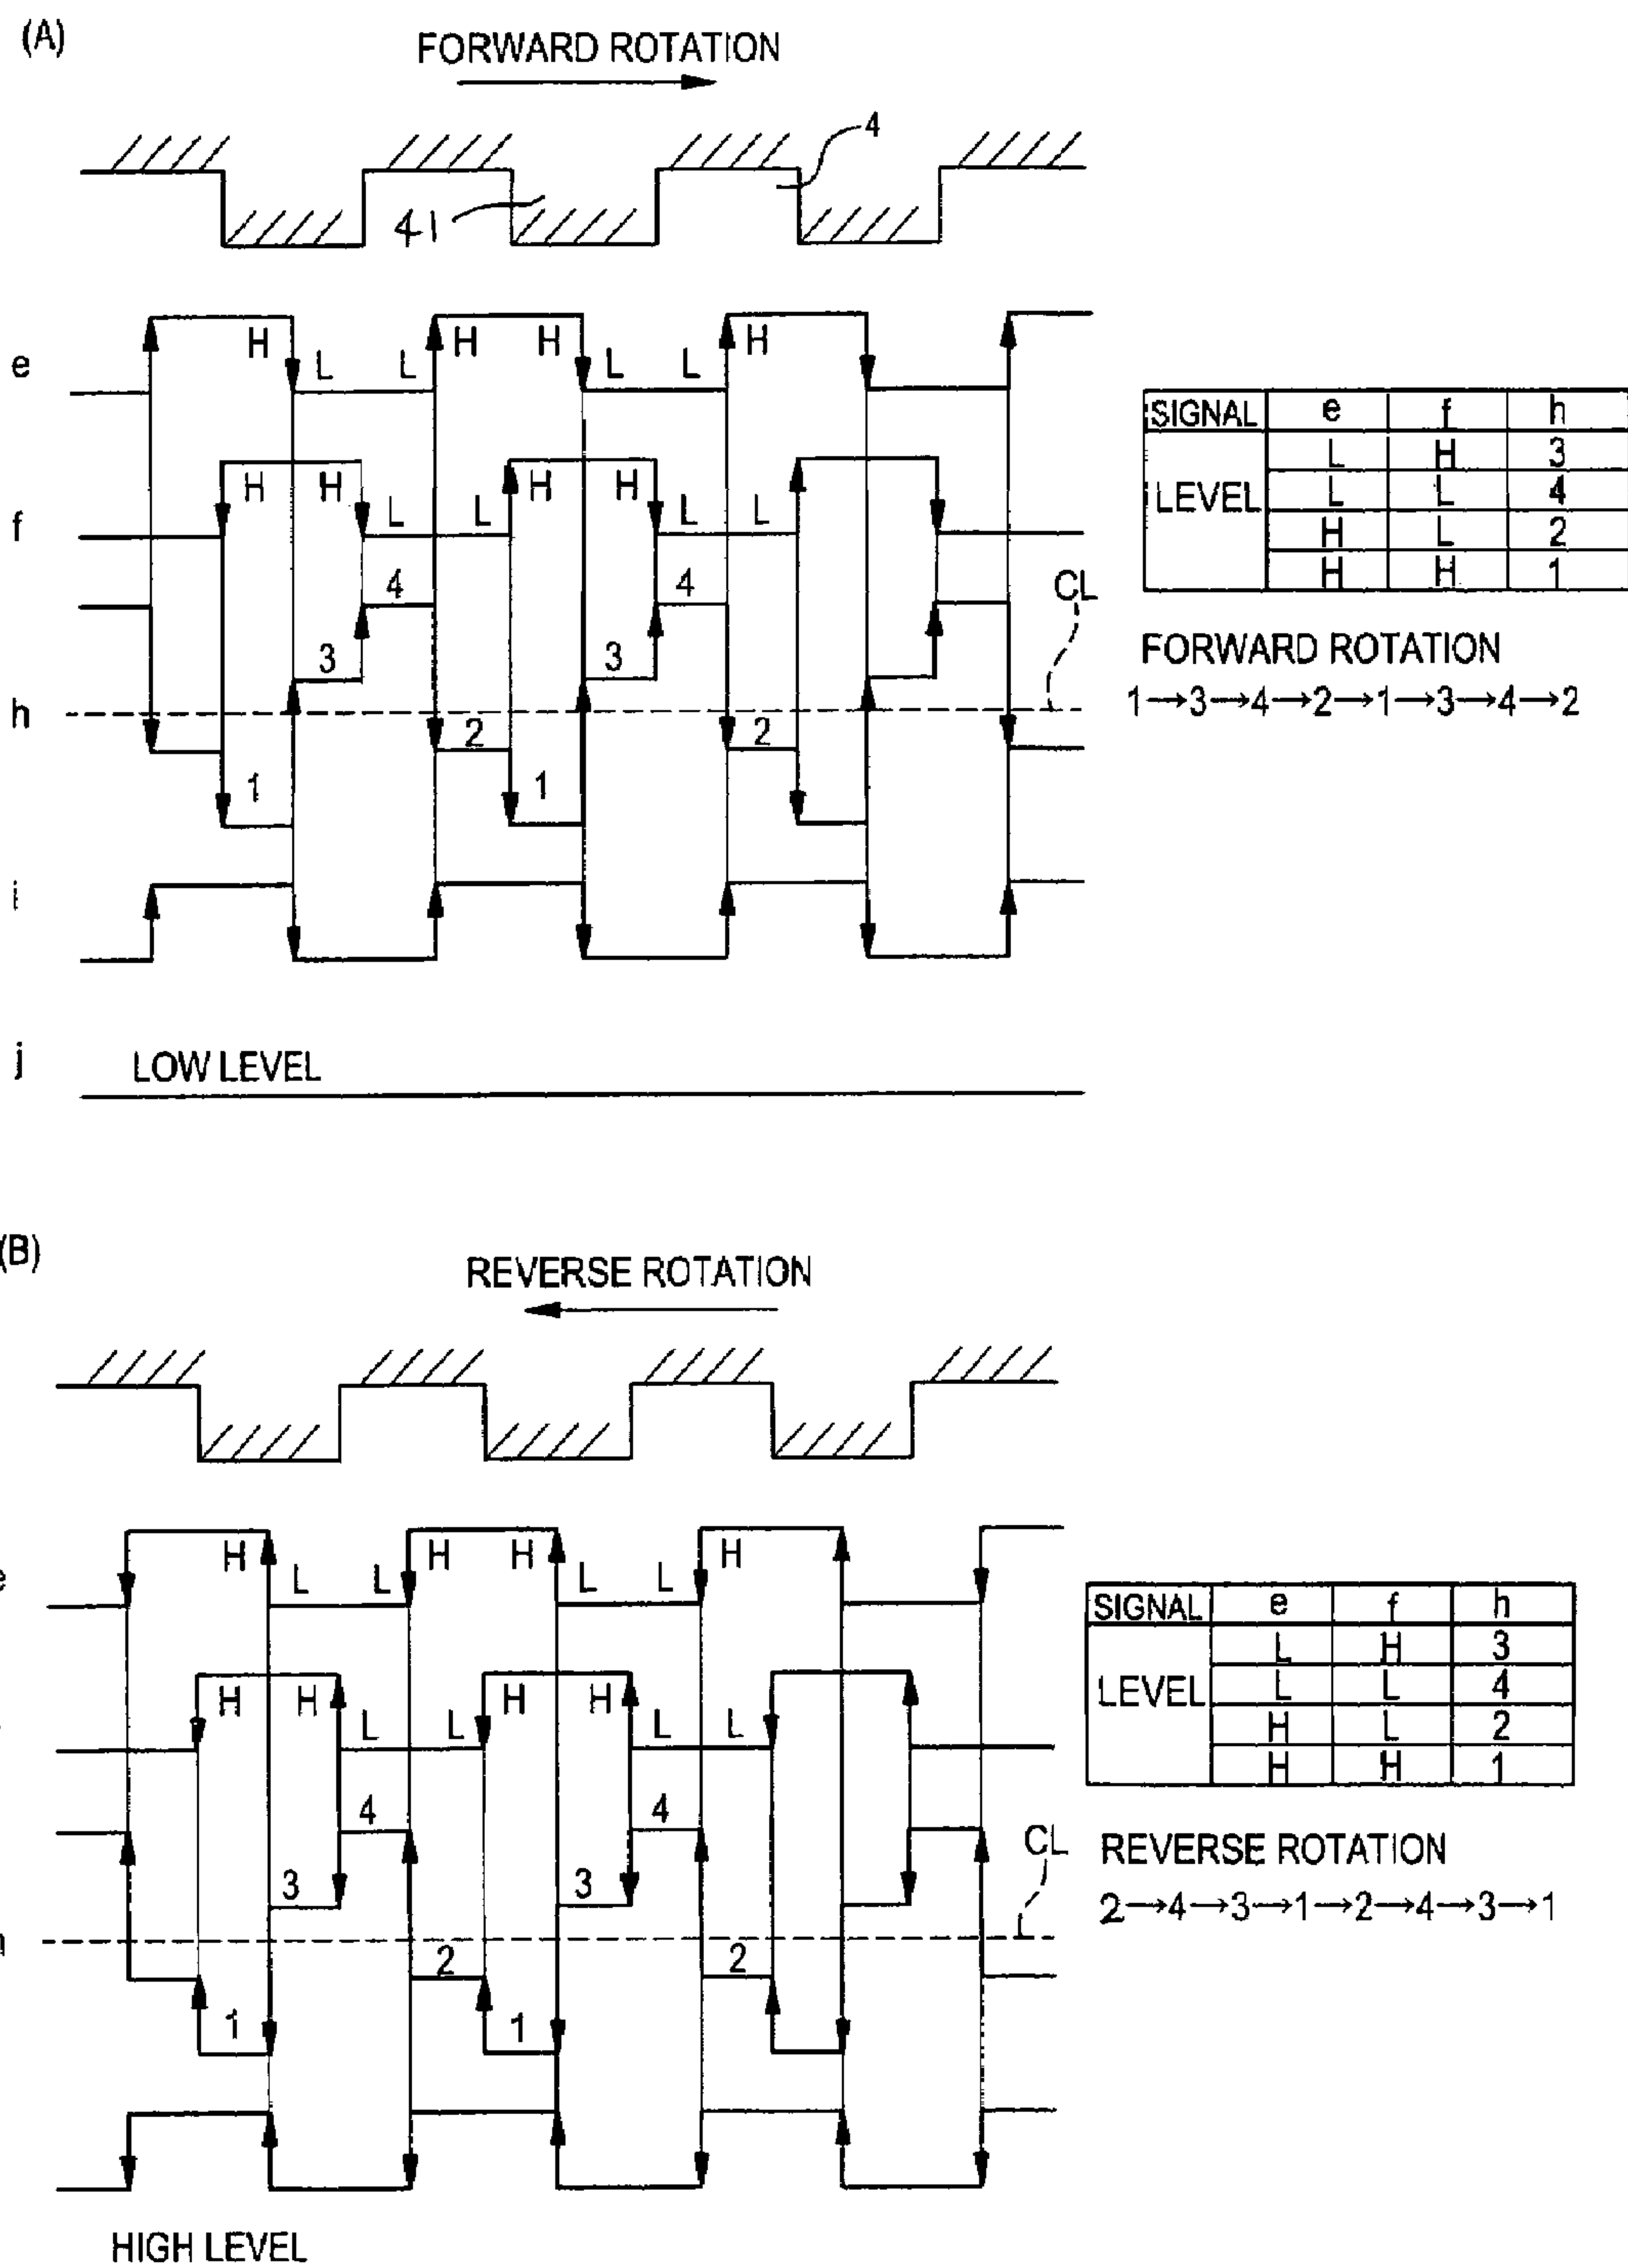 (A)
FORWARD ROTATION
4
41
e H L L H H L L H
f H H L L H H L L
4 4
CL
3 3
h
2 2
1 1
i
j LOW LEVEL
SIGNAL e f h
LEVEL
L H 3
L L 4
H L 2
H H 1
FORWARD ROTATION
1→3→4→2→1→3→4→2
(B)
REVERSE ROTATION
e H L L H H L L H
H H L L H H L L
4 4
CL
3 3
2 2
1 1
HIGH LEVEL
SIGNAL e f h
LEVEL
L H 3
L L 4
H L 2
H H 1
REVERSE ROTATION
2→4→3→1→2→4→3→1